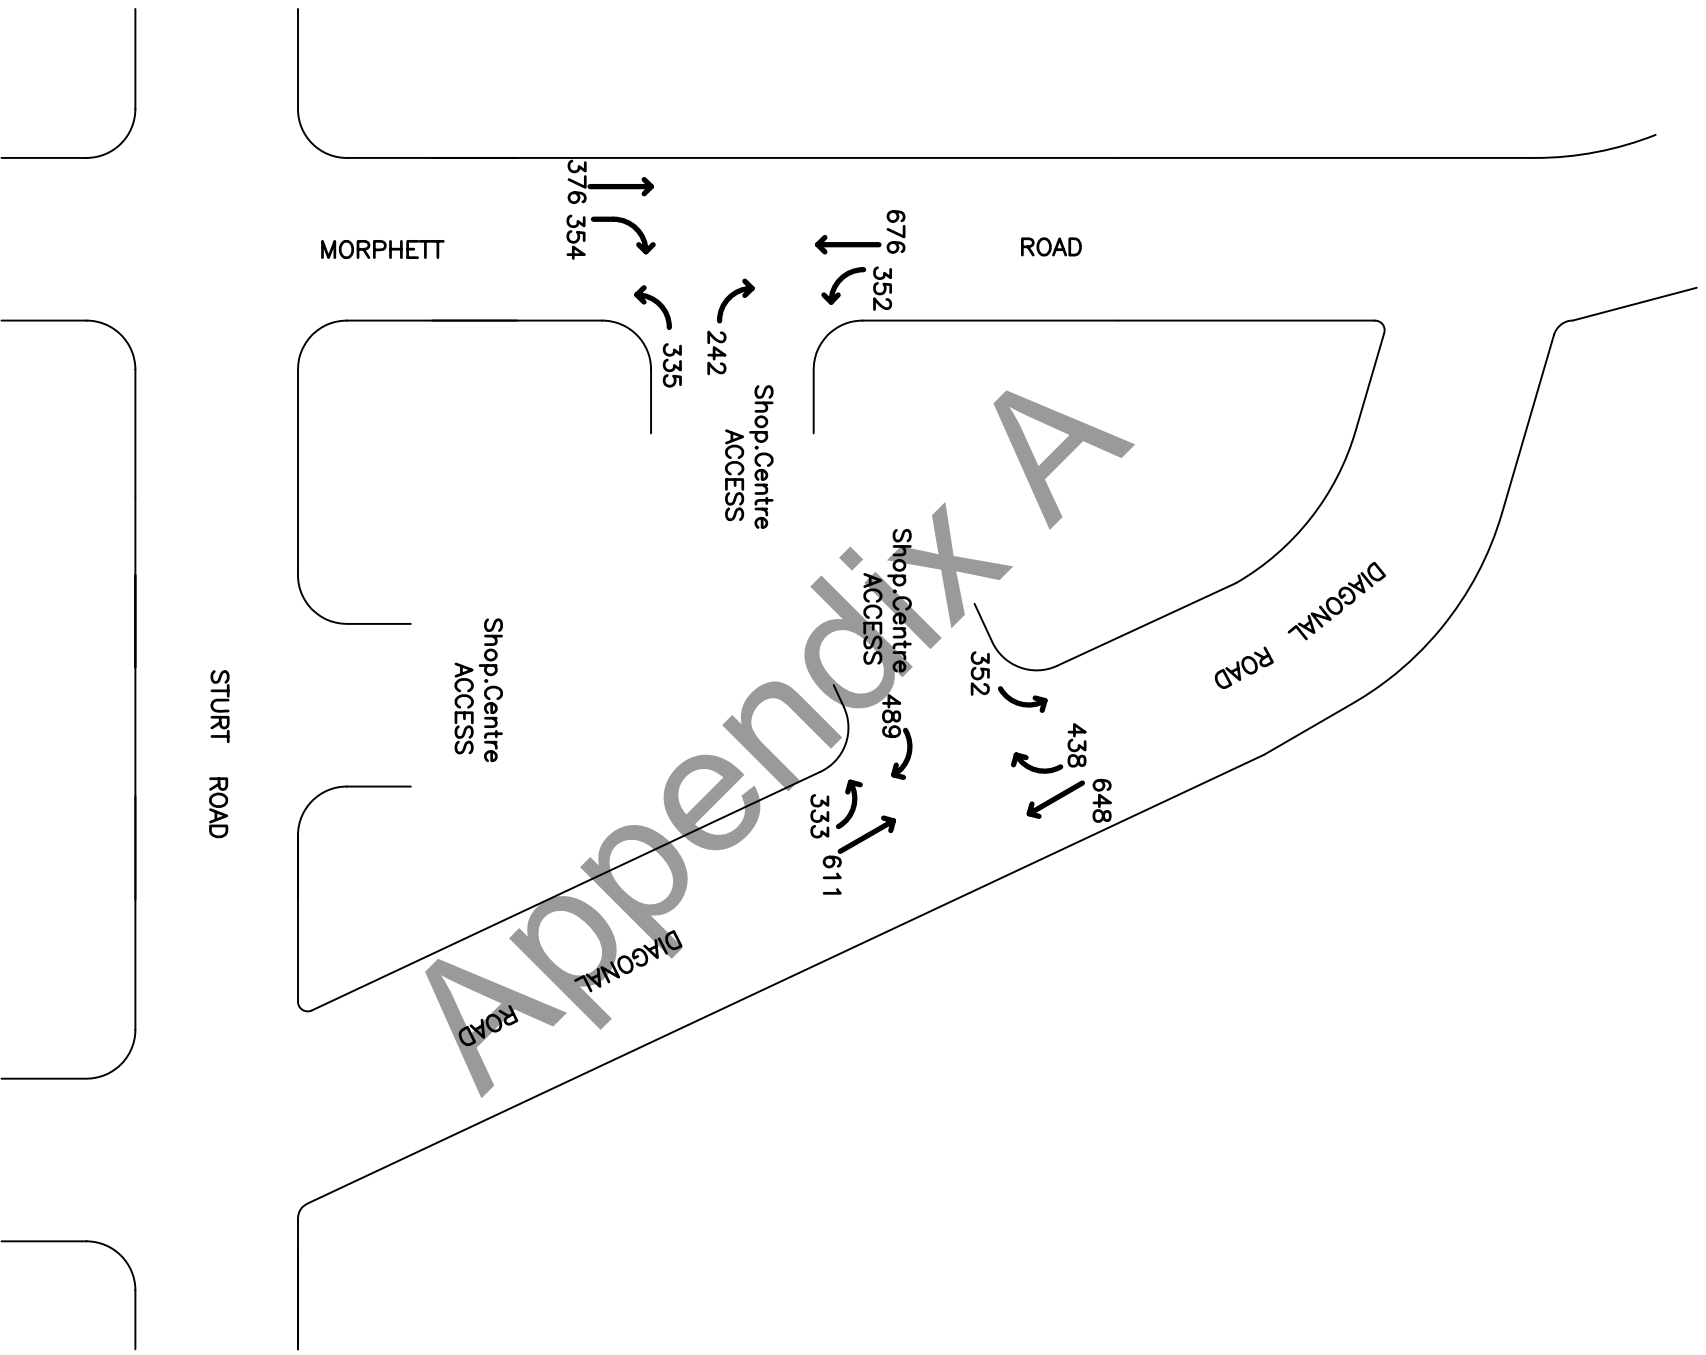 376
354
MORPHETT
676
352
ROAD
335
242
Shop.Centre
ACCESS
Shop.Centre
ACCESS
DIAGONAL ROAD
Shop.Centre
ACCESS
STURT ROAD
352
489
438
648
333
611
DIAGONAL ROAD
Appendix A